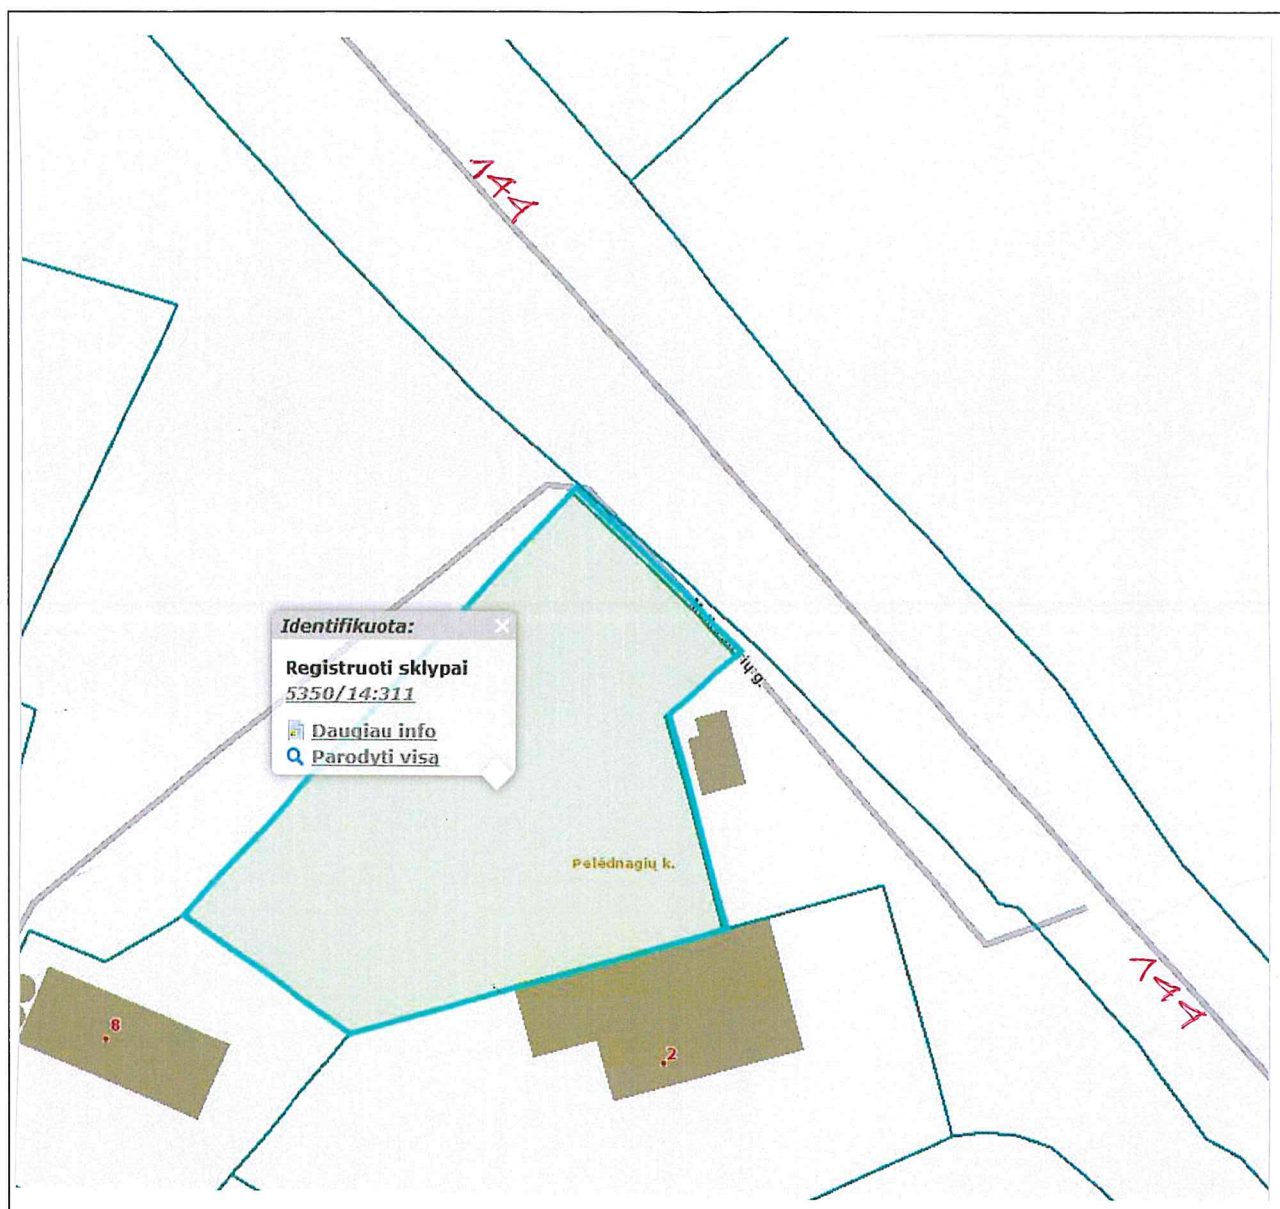 144
Identifikuota:
Registruoti sklypai
5350/14:311
Daugiau info
Parodyti visą
ių g.
Pelėdnagių k.
144
8
2